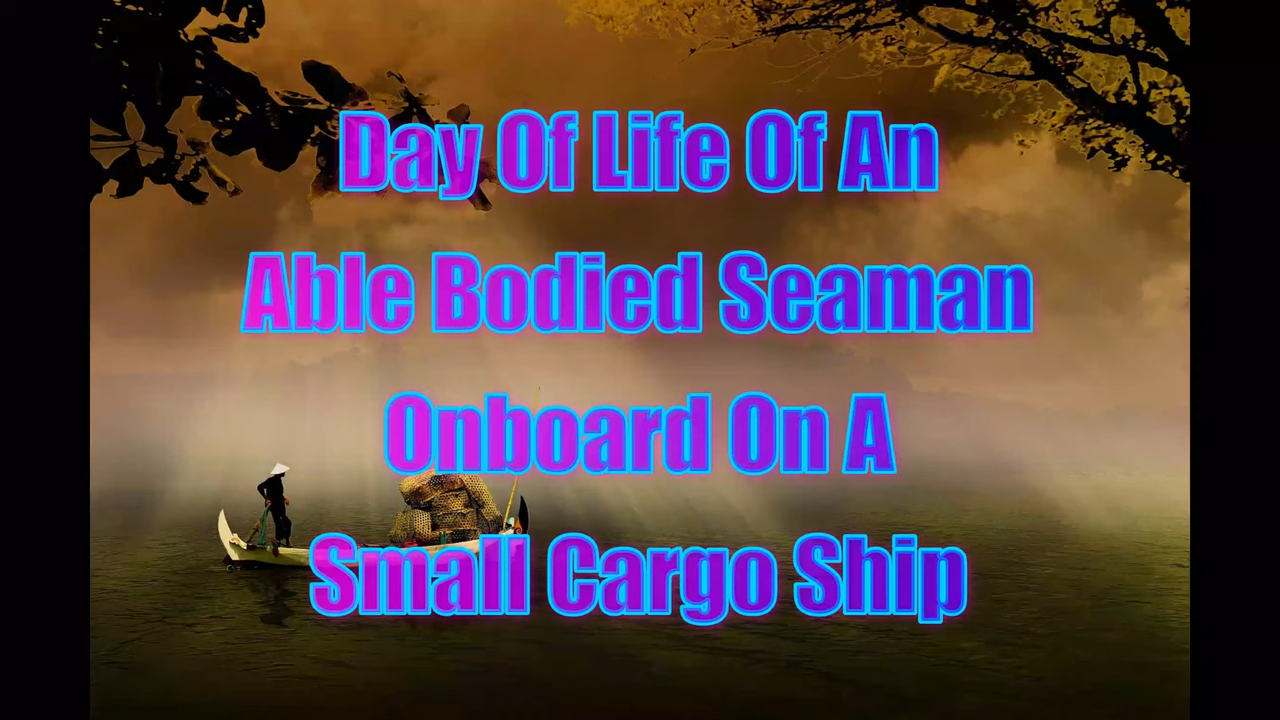 Day Of Life Of An
Able Bodied Seaman
Onboard On A
Small Cargo Ship